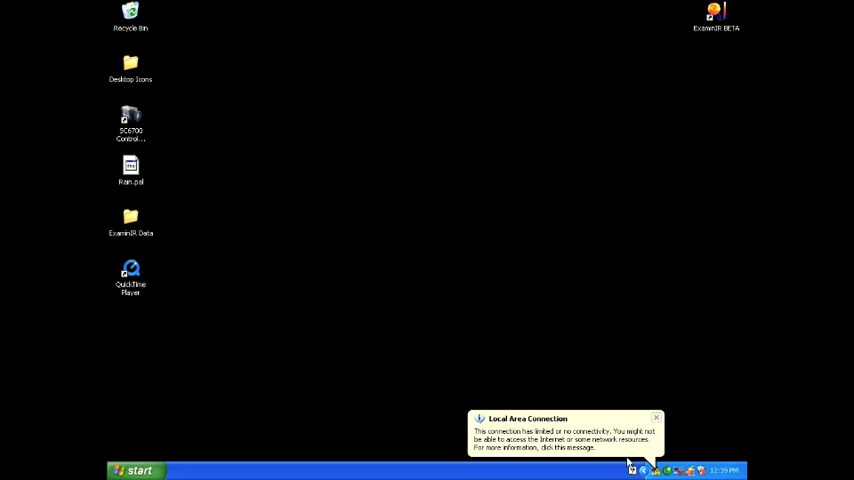 Recycle Bin
Desktop Icons
SC6700
Control...
Rain.pal
ExaminIR Data
QuickTime
Player
ExaminIR BETA
Local Area Connection
This connection has limited or no connectivity. You might not
be able to access the Internet or some network resources.
For more information, click this message.
start
12:39 PM